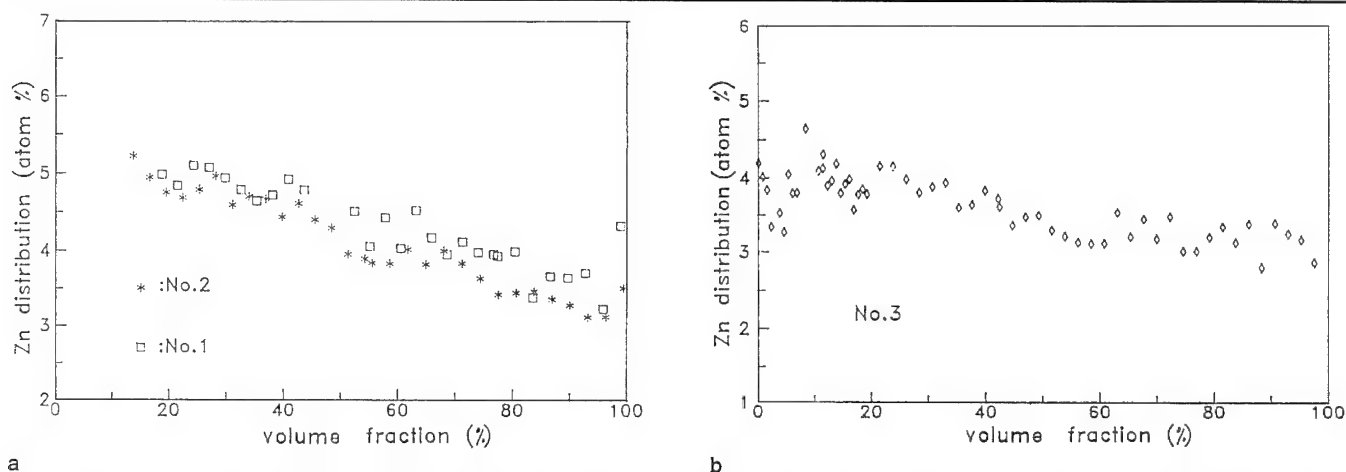 7
6
5
4
3
2
Zn distribution (atom %)
* :No.2
□ :No.1
0
20
40
60
80
100
volume fraction (%)
a
6
5
4
3
2
1
Zn distribution (atom %)
No.3
0
20
40
60
80
100
volume fraction (%)
b